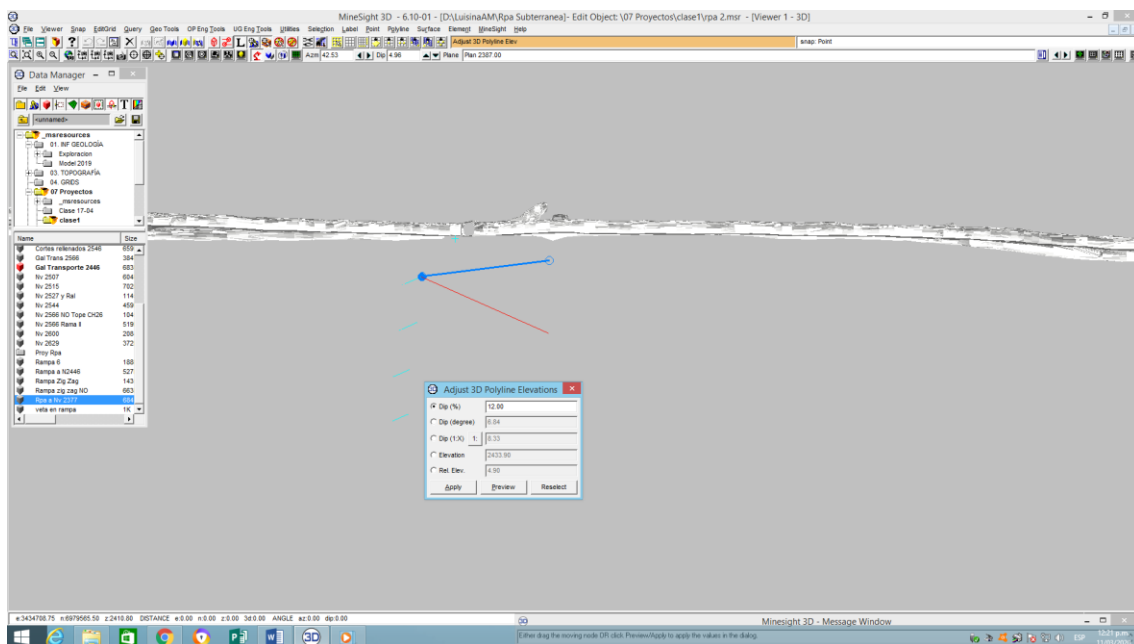 MineSight 3D - 6.10-01 - [D:\LuisinaAM\Rpa Subterranea]- Edit Object: \07 Proyectos\clase1\rpa 2.msr - [Viewer 1 - 3D]
File Viewer Snap EditGrid Query Geo Tools OP Eng Tools UG Eng Tools Utilities Selection Label Point Polyline Surface Element MineSight Help
Adjust 3D Polyline Elev
snap: Point
Azm 42.53 Dip 4.96 Plane Plan 2387.00
Data Manager
File Edit View
<unnamed>
_msresources
01. INF GEOLOGÍA
Exploracion
Model 2019
03. TOPOGRAFÍA
04. GRIDS
07 Proyectos
_msresources
Clase 17-04
clase1
Name Size
Cortes rellenados 2546 659
Gal Trans 2566 384
Gal Transporte 2446 683
Nv 2507 604
Nv 2515 702
Nv 2527 y Ral 114
Nv 2544 459
Nv 2566 NO Tope CH26 104
Nv 2566 Rama II 519
Nv 2600 208
Nv 2629 372
Proy Rpa
Rampa 6 188
Rampa a N2446 527
Rampa Zig Zag 143
Rampa zig zag NO 663
Rpa a Nv 2377 664
veta en rampa 1K
Adjust 3D Polyline Elevations
Dip (%) 12.00
Dip (degree) 6.84
Dip (1:X) 1: 8.33
Elevation 2433.90
Rel. Elev. 4.90
Apply Preview Reselect
e:3434708.75 n:6979565.50 z:2410.80 DISTANCE e:0.00 n:0.00 z:0.00 3d:0.00 ANGLE az:0.00 dip:0.00
Minesight 3D - Message Window
Either drag the moving node OR click Preview/Apply to apply the values in the dialog.
ESP
12:21 p.m.